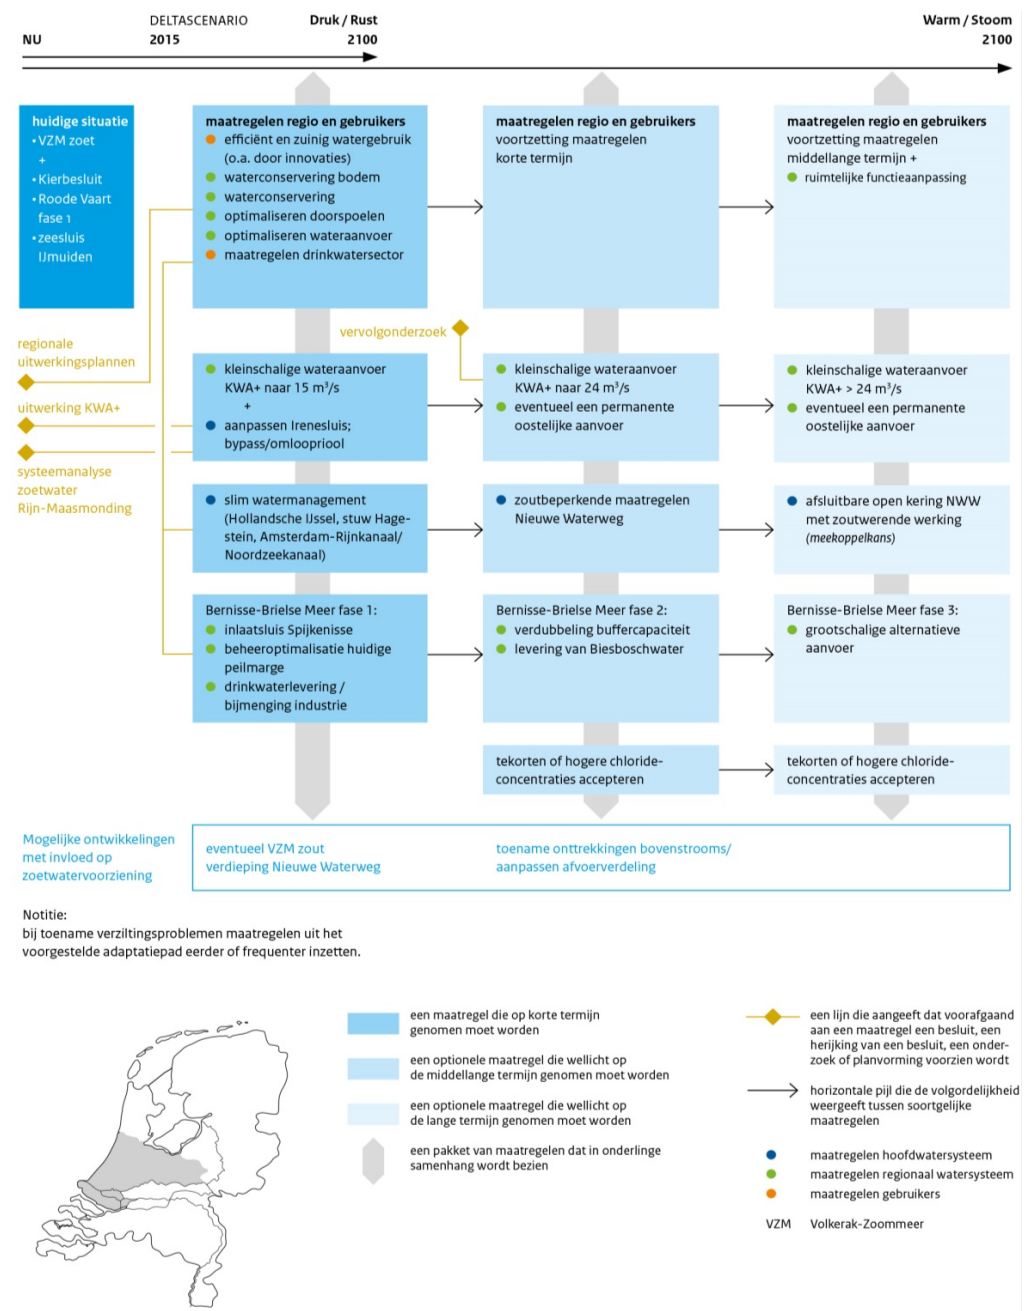 DELTASCENARIO
Druk / Rust
Warm / Stoom
NU
2015
2100
2100
huidige situatie
• VZM zoet
+
• Kierbesluit
• Roode Vaart
fase 1
• zeesluis
IJmuiden
maatregelen regio en gebruikers
efficiënt en zuinig watergebruik
(o.a. door innovaties)
waterconservering bodem
waterconservering
optimaliseren doorspoelen
optimaliseren wateraanvoer
maatregelen drinkwatersector
maatregelen regio en gebruikers
voortzetting maatregelen
korte termijn
maatregelen regio en gebruikers
voortzetting maatregelen
middellange termijn +
ruimtelijke functieaanpassing
vervolgonderzoek
regionale
uitwerkingsplannen
uitwerking KWA+
systeemanalyse
zoetwater
Rijn-Maasmonding
kleinschalige wateraanvoer
KWA+ naar 15 m³/s
+
aanpassen Irenesluis;
bypass/omloopriool
kleinschalige wateraanvoer
KWA+ naar 24 m³/s
eventueel een permanente
oostelijke aanvoer
kleinschalige wateraanvoer
KWA+ > 24 m³/s
eventueel een permanente
oostelijke aanvoer
slim watermanagement
(Hollandsche IJssel, stuw Hage-
stein, Amsterdam-Rijnkanaal/
Noordzeekanaal)
zoutbeperkende maatregelen
Nieuwe Waterweg
afsluitbare open kering NWW
met zoutwerende werking
(meekoppelkans)
Bernisse-Brielse Meer fase 1:
inlaatsluis Spijkenisse
beheeroptimalisatie huidige
peilmarge
drinkwaterlevering /
bijmenging industrie
Bernisse-Brielse Meer fase 2:
verdubbeling buffercapaciteit
levering van Biesboschwater
Bernisse-Brielse Meer fase 3:
grootschalige alternatieve
aanvoer
tekorten of hogere chloride-
concentraties accepteren
tekorten of hogere chloride-
concentraties accepteren
Mogelijke ontwikkelingen
met invloed op
zoetwatervoorziening
eventueel VZM zout
verdieping Nieuwe Waterweg
toename onttrekkingen bovenstrooms/
aanpassen afvoerverdeling
Notitie:
bij toename verziltingsproblemen maatregelen uit het
voorgestelde adaptatiepad eerder of frequenter inzetten.
een maatregel die op korte termijn
genomen moet worden
een optionele maatregel die wellicht op
de middellange termijn genomen moet worden
een optionele maatregel die wellicht op
de lange termijn genomen moet worden
een pakket van maatregelen dat in onderlinge
samenhang wordt bezien
een lijn die aangeeft dat voorafgaand
aan een maatregel een besluit, een
herijking van een besluit, een onder-
zoek of planvorming voorzien wordt
horizontale pijl die de volgordelijkheid
weergeeft tussen soortgelijke
maatregelen
maatregelen hoofdwatersysteem
maatregelen regionaal watersysteem
maatregelen gebruikers
VZM Volkerak-Zoommeer